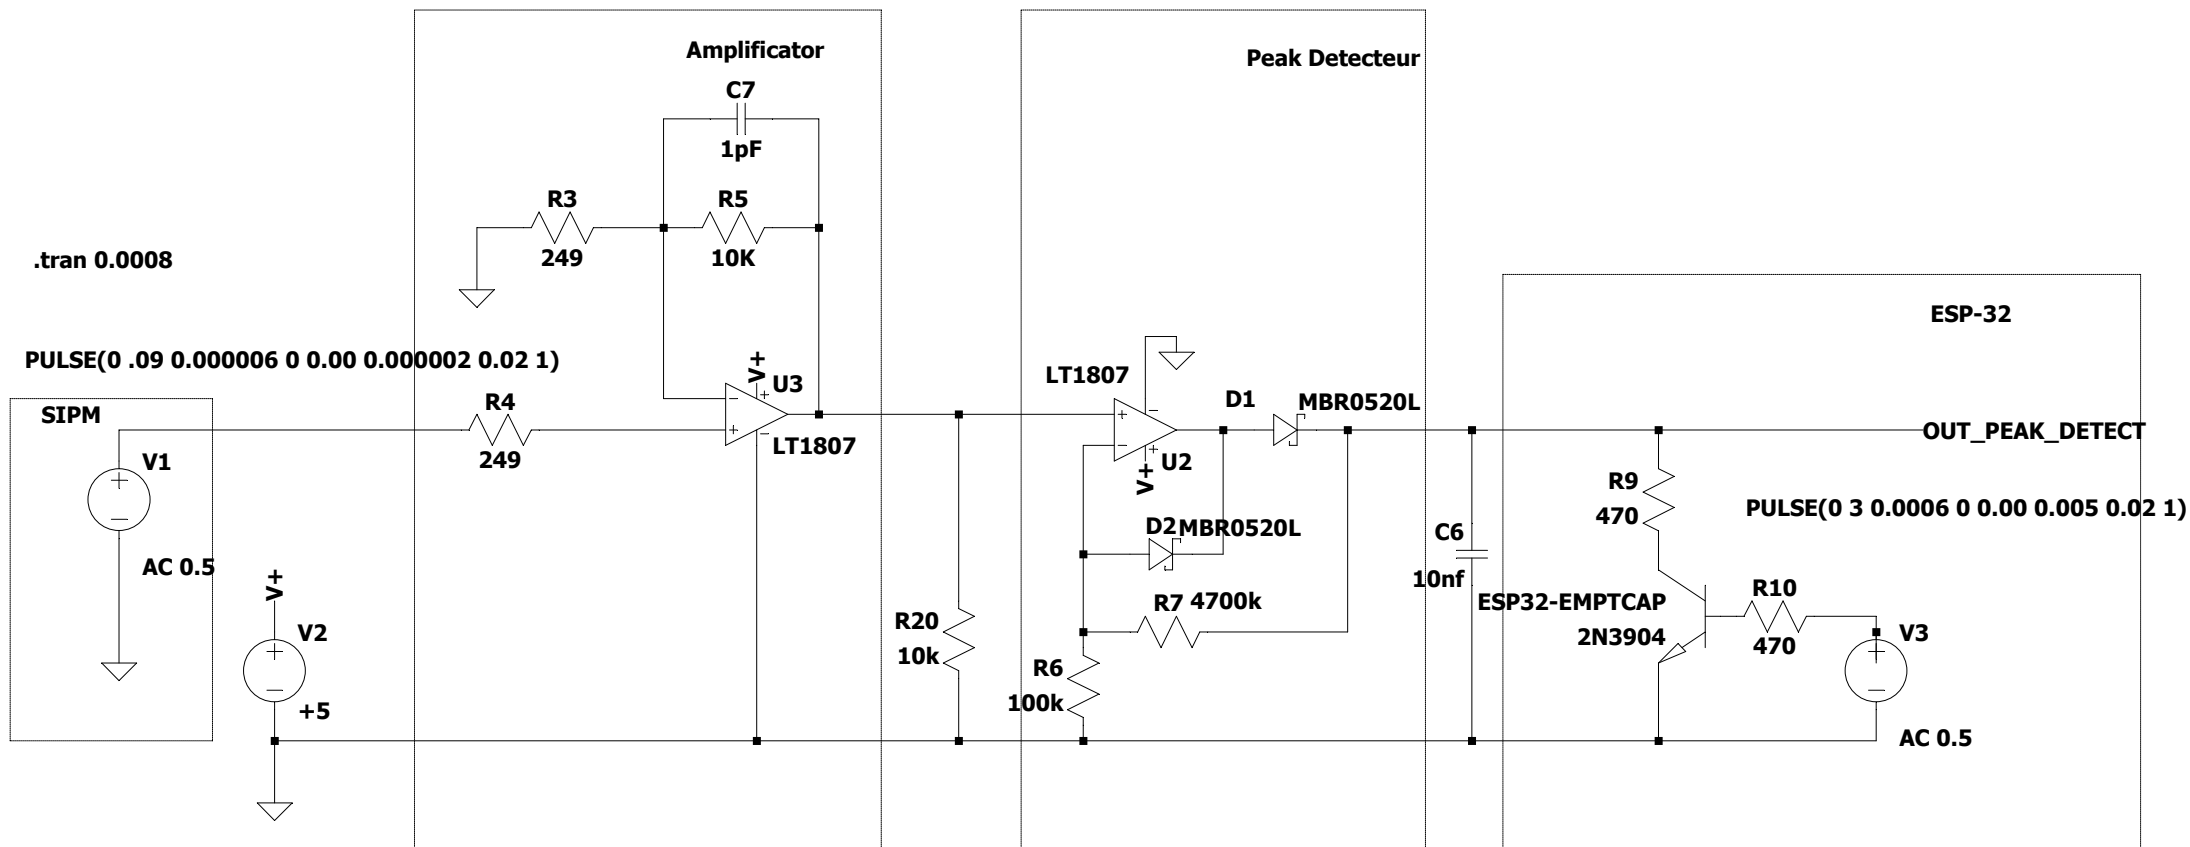 Amplificator
Peak Detecteur
C7
1pF
R3
249
R5
10K
.tran 0.0008
ESP-32
PULSE(0 .09 0.000006 0 0.00 0.000002 0.02 1)
SIPM
V1
AC 0.5
R4
249
V+
U3
LT1807
LT1807
V+
U2
D1
MBR0520L
D2
MBR0520L
R7
4700k
R6
100k
R20
10k
V+
V2
+5
C6
10nf
OUT_PEAK_DETECT
R9
470
PULSE(0 3 0.0006 0 0.00 0.005 0.02 1)
ESP32-EMPTCAP
2N3904
R10
470
V3
AC 0.5